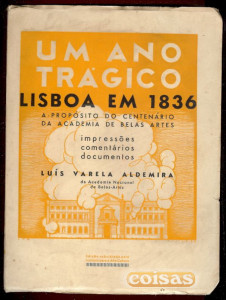 UM ANO
TRÁGICO
LISBOA EM 1836
A PROPÓSITO DO CENTENÁRIO
DA ACADEMIA DE BELAS ARTES
impressões
comentários
documentos
LUÍS VARELA ALDEMIRA
da Academia Nacional
de Belas-Artes
coisas